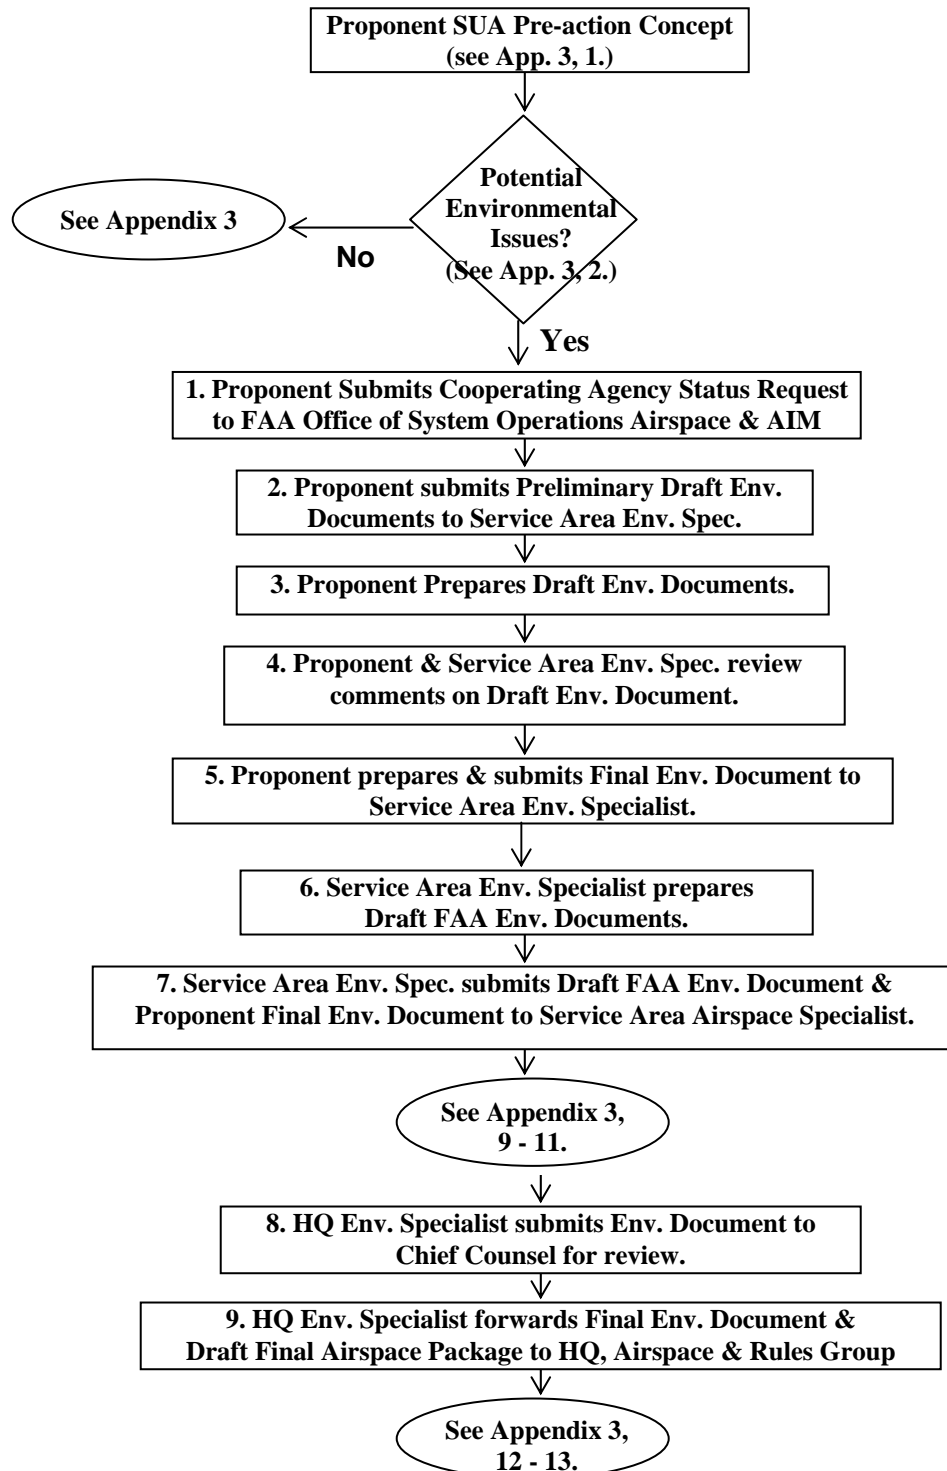 Proponent SUA Pre-action Concept
(see App. 3, 1.)
Potential
Environmental
Issues?
(See App. 3, 2.)
See Appendix 3
No
Yes
1. Proponent Submits Cooperating Agency Status Request
to FAA Office of System Operations Airspace & AIM
2. Proponent submits Preliminary Draft Env.
Documents to Service Area Env. Spec.
3. Proponent Prepares Draft Env. Documents.
4. Proponent & Service Area Env. Spec. review
comments on Draft Env. Document.
5. Proponent prepares & submits Final Env. Document to
Service Area Env. Specialist.
6. Service Area Env. Specialist prepares
Draft FAA Env. Documents.
7. Service Area Env. Spec. submits Draft FAA Env. Document &
Proponent Final Env. Document to Service Area Airspace Specialist.
See Appendix 3,
9 - 11.
8. HQ Env. Specialist submits Env. Document to
Chief Counsel for review.
9. HQ Env. Specialist forwards Final Env. Document &
Draft Final Airspace Package to HQ, Airspace & Rules Group
See Appendix 3,
12 - 13.